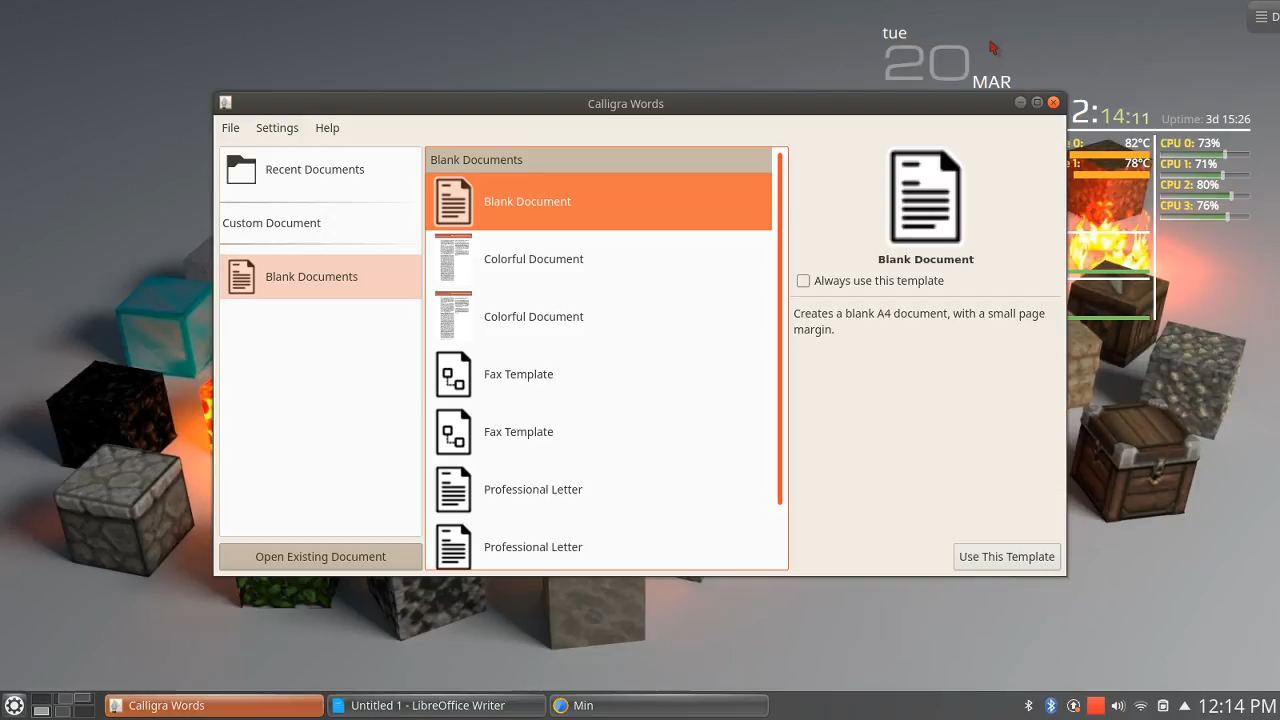 tue
20
MAR
D
2:14:11
Uptime: 3d 15:26
0: 82°C
1: 78°C
CPU 0: 73%
CPU 1: 71%
CPU 2: 80%
CPU 3: 76%
Calligra Words
File Settings Help
Recent Documents
Custom Document
Blank Documents
Open Existing Document
Blank Documents
Blank Document
Colorful Document
Colorful Document
Fax Template
Fax Template
Professional Letter
Professional Letter
Blank Document
Always use this template
Creates a blank A4 document, with a small page
margin.
Use This Template
Calligra Words
Untitled 1 - LibreOffice Writer
Min
12:14 PM